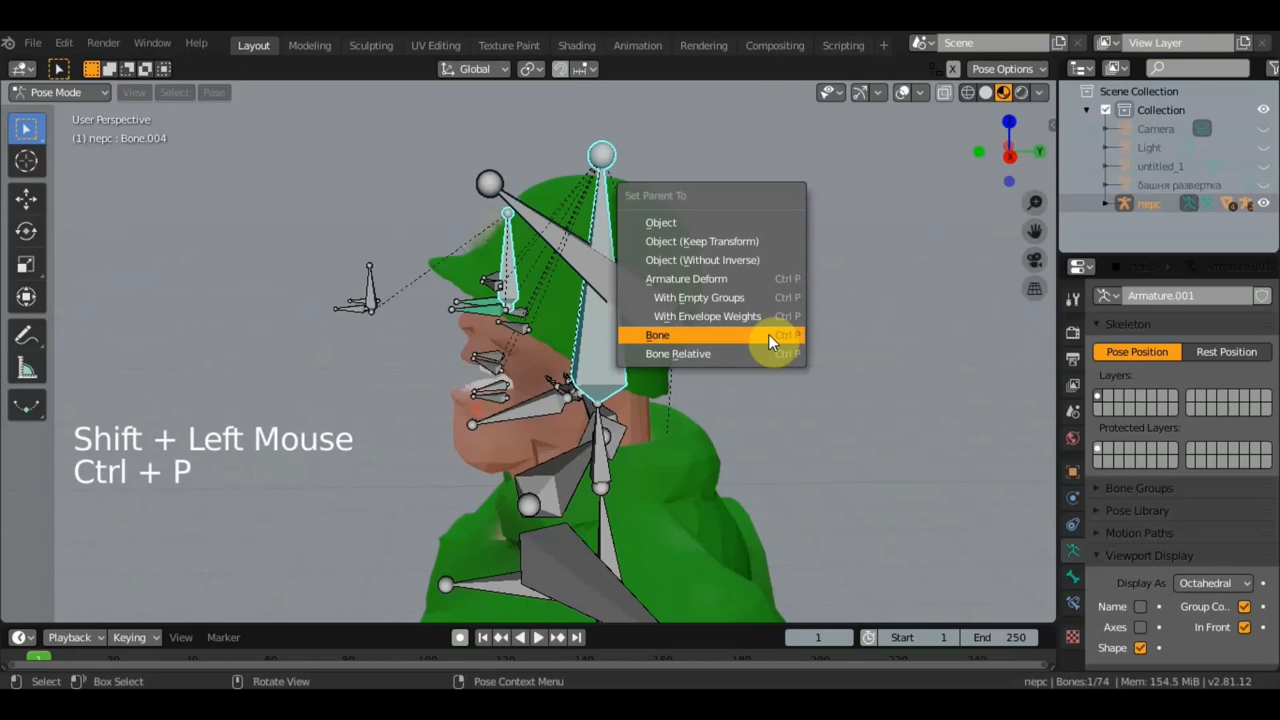 File Edit Render Window Help Layout Modeling Sculpting UV Editing Texture Paint Shading Animation Rendering Compositing Scripting + Scene View Layer
Global X Pose Options
Pose Mode View Select Pose
User Perspective
(1) перс : Bone.004
Scene Collection
Collection
Camera
Light
untitled_1
башня развертка
перс
X
Y
Set Parent To
Object
Object (Keep Transform)
Object (Without Inverse)
Armature Deform Ctrl P
With Empty Groups Ctrl P
With Envelope Weights Ctrl P
Bone Ctrl P
Bone Relative Ctrl P
Shift + Left Mouse
Ctrl + P
Armature.001
Skeleton
Pose Position Rest Position
Layers:
Protected Layers:
Bone Groups
Pose Library
Motion Paths
Viewport Display
Display As Octahedral
Name Group Co..
Axes In Front
Shape
Playback Keying View Marker 1 Start 1 End 250
1
Select Box Select Rotate View Pose Context Menu перс | Bones:1/74 | Mem: 154.5 MiB | v2.81.12